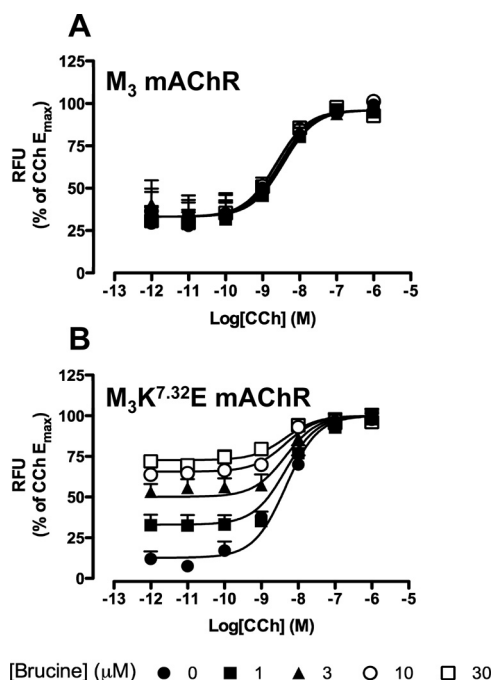 A
M₃ mAChR
RFU
(% of CCh Eₘₐₓ)
125
100
75
50
25
0
-13 -12 -11 -10 -9 -8 -7 -6 -5
Log[CCh] (M)
B
M₃K⁷·³²E mAChR
RFU
(% of CCh Eₘₐₓ)
125
100
75
50
25
0
-13 -12 -11 -10 -9 -8 -7 -6 -5
Log[CCh] (M)
[Brucine] (μM) ● 0 ■ 1 ▲ 3 ○ 10 □ 30